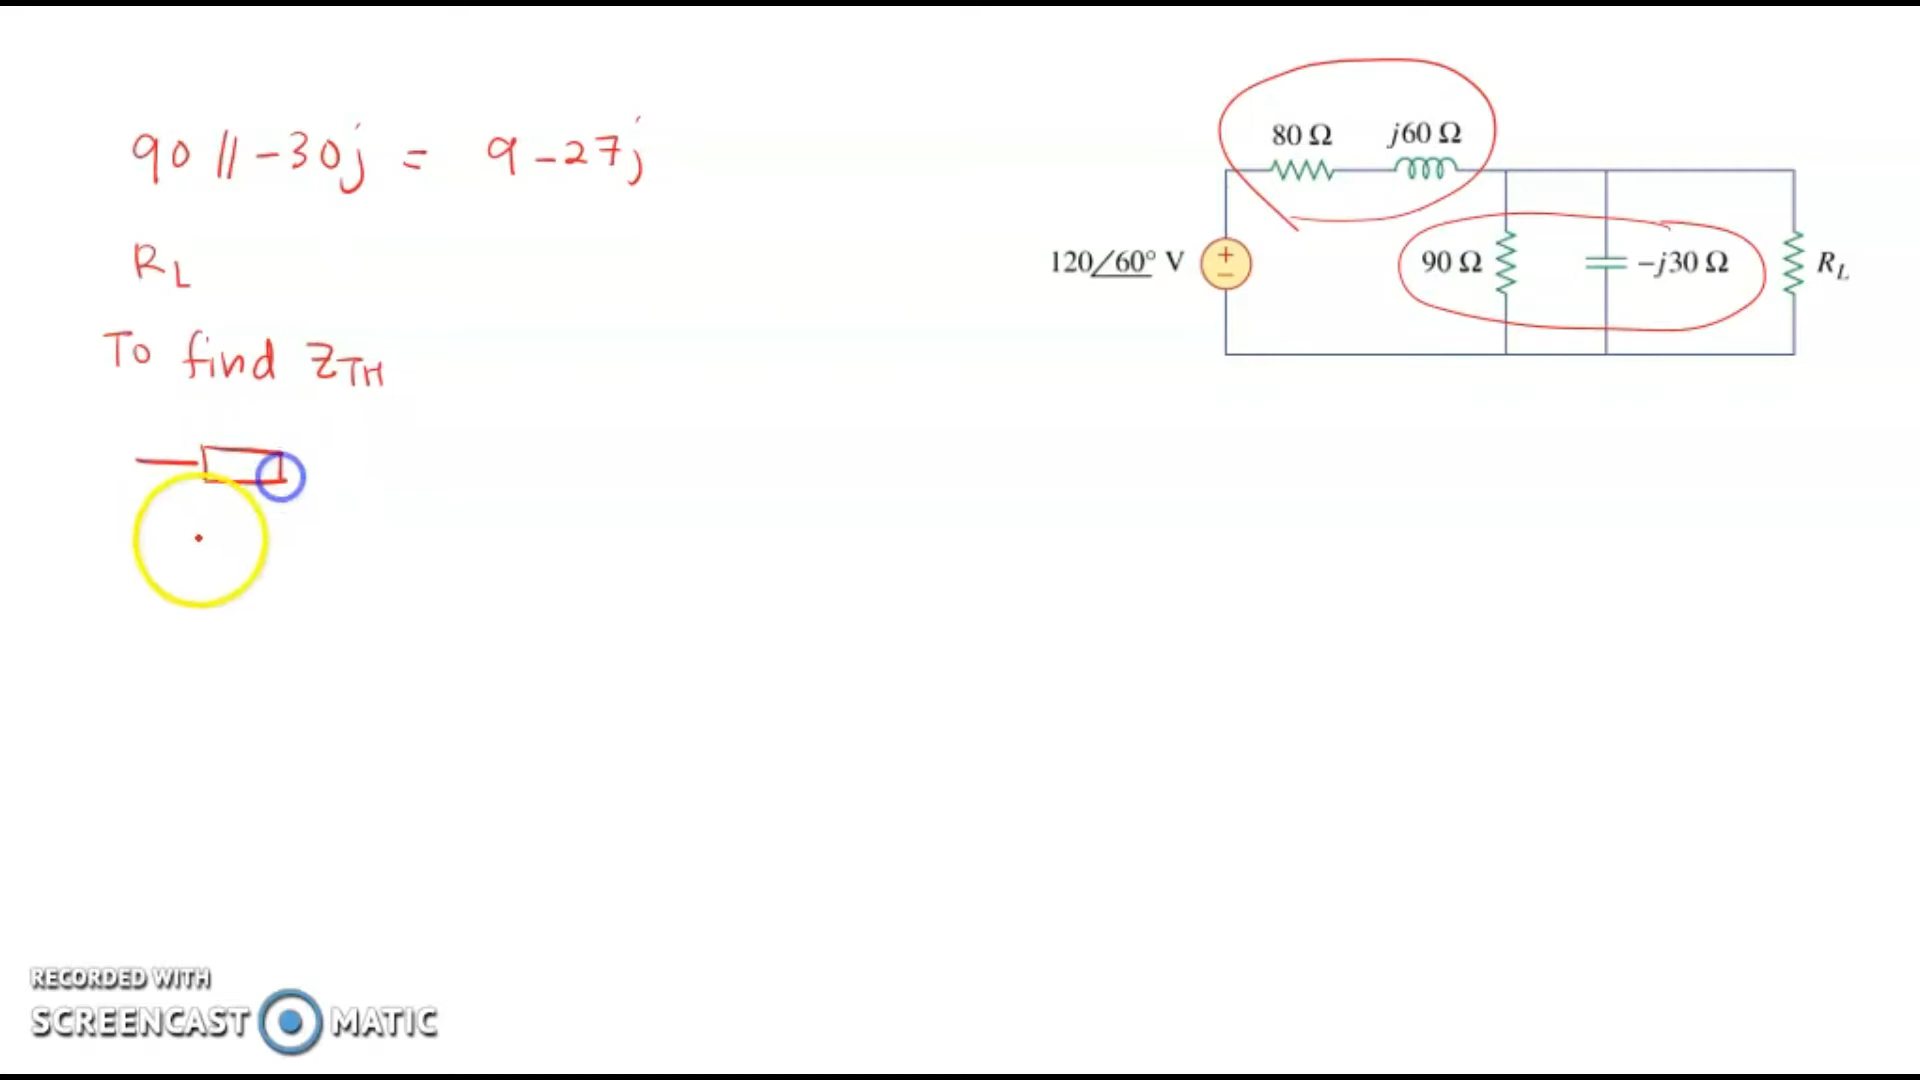 90 // -30j = 9-27j
RL
To find ZTH
80 Ω j60 Ω
120/60° V + − 90 Ω −j30 Ω RL
RECORDED WITH
SCREENCAST MATIC